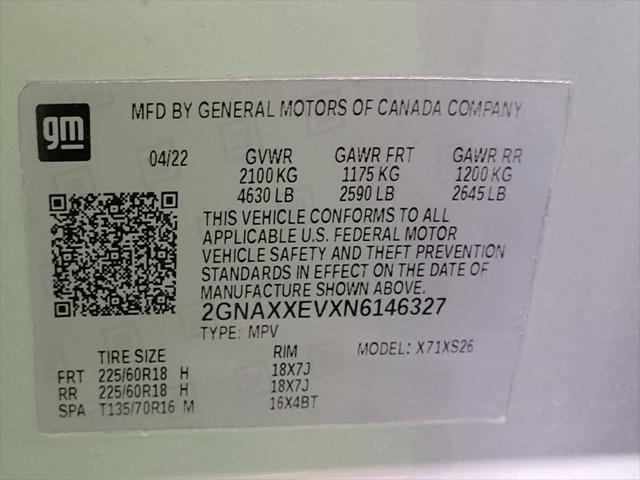 gm
MFD BY GENERAL MOTORS OF CANADA COMPANY
04/22 GVWR GAWR FRT GAWR RR
2100 KG 1175 KG 1200 KG
4630 LB 2590 LB 2645 LB
THIS VEHICLE CONFORMS TO ALL
APPLICABLE U.S. FEDERAL MOTOR
VEHICLE SAFETY AND THEFT PREVENTION
STANDARDS IN EFFECT ON THE DATE OF
MANUFACTURE SHOWN ABOVE.
2GNAXXEVXN6146327
TYPE: MPV MODEL: X71XS26
TIRE SIZE RIM
FRT 225/60R18 H 18X7J
RR 225/60R18 H 18X7J
SPA T135/70R16 M 16X4BT